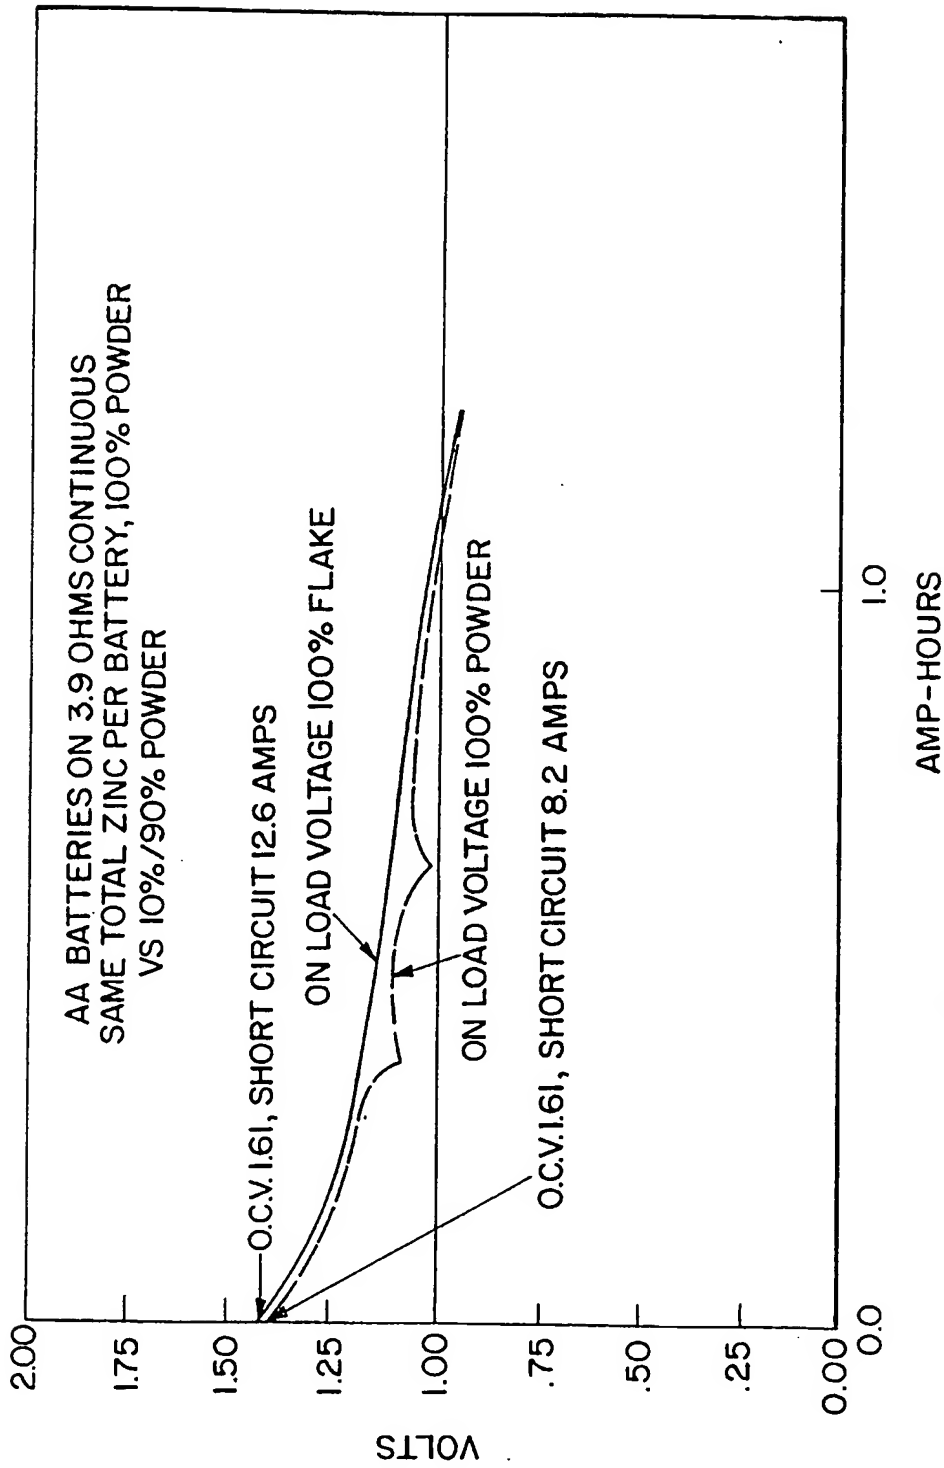 AA BATTERIES ON 3.9 OHMS CONTINUOUS
SAME TOTAL ZINC PER BATTERY, 100% POWDER
VS 10%/90% POWDER
O.C.V. 1.61, SHORT CIRCUIT 12.6 AMPS
ON LOAD VOLTAGE 100% FLAKE
ON LOAD VOLTAGE 100% POWDER
O.C.V. 1.61, SHORT CIRCUIT 8.2 AMPS
VOLTS
2.00
1.75
1.50
1.25
1.00
.75
.50
.25
0.00
0.0
1.0
AMP-HOURS